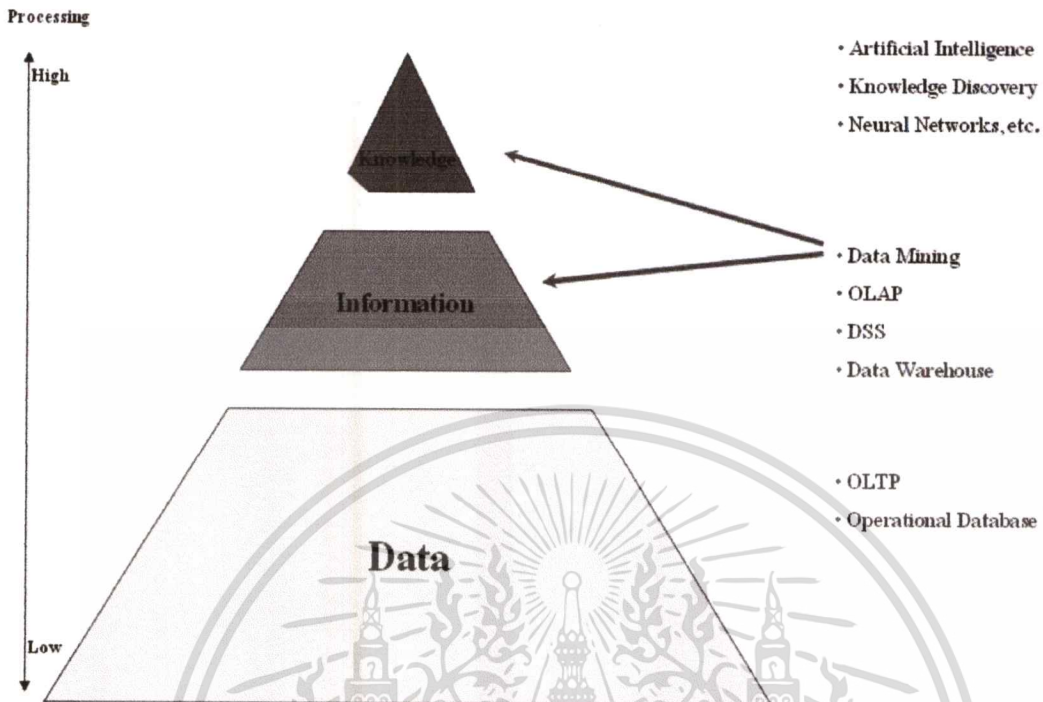 Processing
High
• Artificial Intelligence
• Knowledge Discovery
• Neural Networks, etc.
Knowledge
• Data Mining
• OLAP
• DSS
• Data Warehouse
Information
• OLTP
• Operational Database
Data
Low